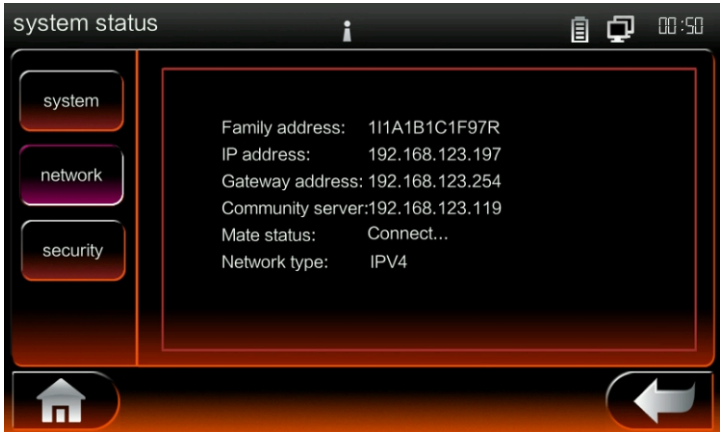 system status
00:50
system
network
security
Family address: 1I1A1B1C1F97R
IP address: 192.168.123.197
Gateway address: 192.168.123.254
Community server:192.168.123.119
Mate status: Connect...
Network type: IPV4